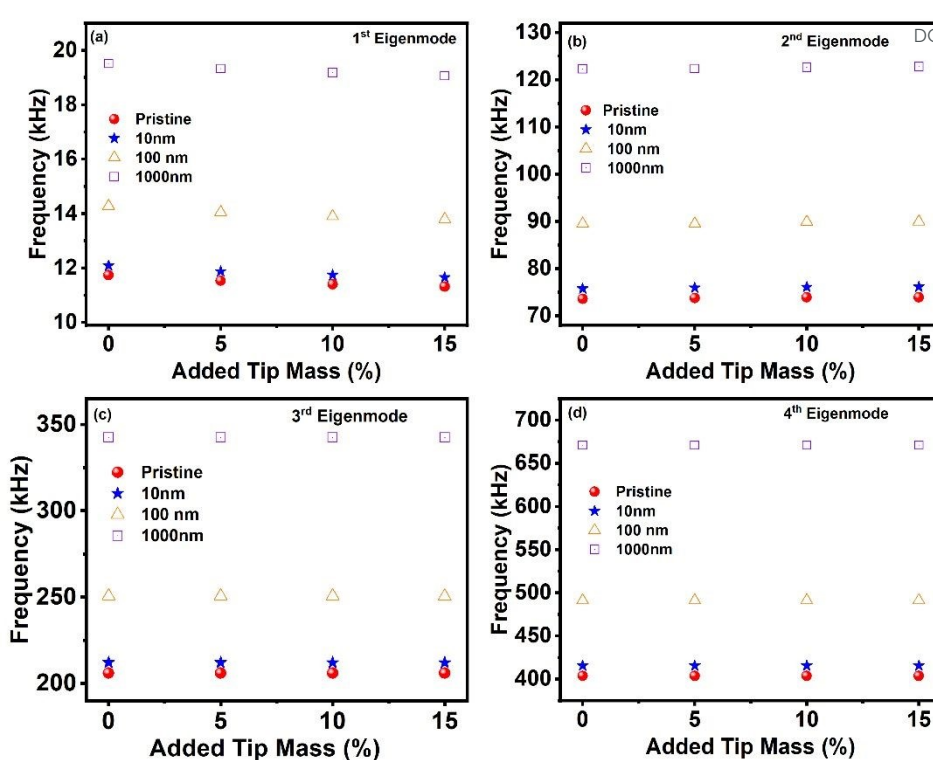 (a) 1st Eigenmode
20
18
16
14
12
10
Frequency (kHz)
Pristine
10nm
100 nm
1000nm
0 5 10 15
Added Tip Mass (%)
(b) 2nd Eigenmode
DO
130
120
110
100
90
80
70
Frequency (kHz)
Pristine
10nm
100 nm
1000nm
0 5 10 15
Added Tip Mass (%)
(c) 3rd Eigenmode
350
300
250
200
Frequency (kHz)
Pristine
10nm
100 nm
1000nm
0 5 10 15
Added Tip Mass (%)
(d) 4th Eigenmode
700
650
600
550
500
450
400
Frequency (kHz)
Pristine
10nm
100 nm
1000nm
0 5 10 15
Added Tip Mass (%)